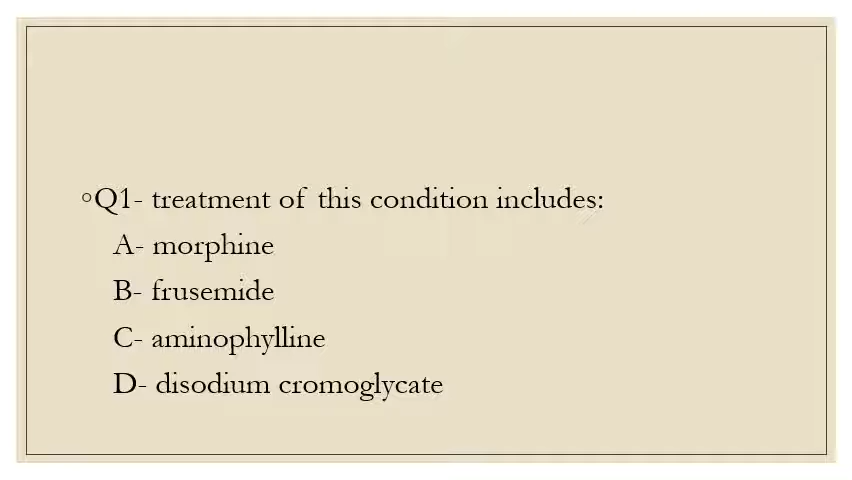 ◦Q1- treatment of this condition includes:
A- morphine
B- frusemide
C- aminophylline
D- disodium cromoglycate